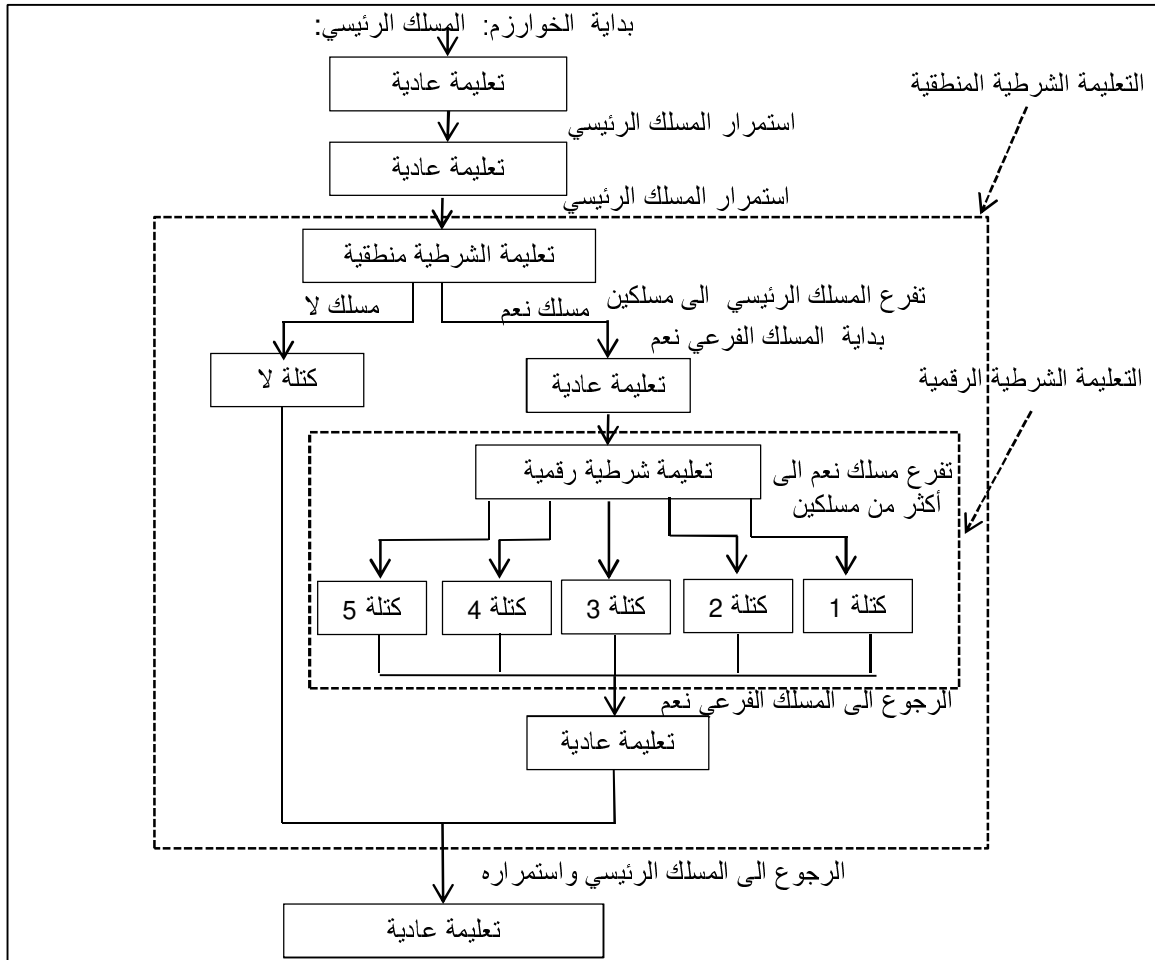 بداية الخوارزم: المسلك الرئيسي:
تعليمة عادية
التعليمة الشرطية المنطقية
استمرار المسلك الرئيسي
تعليمة عادية
استمرار المسلك الرئيسي
تعليمة الشرطية منطقية
تفرع المسلك الرئيسي الى مسلكين
مسلك نعم
مسلك لا
بداية المسلك الفرعي نعم
التعليمة الشرطية الرقمية
تعليمة عادية
كتلة لا
تفرع مسلك نعم الى
أكثر من مسلكين
تعليمة شرطية رقمية
كتلة 1
كتلة 2
كتلة 3
كتلة 4
كتلة 5
الرجوع الى المسلك الفرعي نعم
تعليمة عادية
الرجوع الى المسلك الرئيسي واستمراره
تعليمة عادية